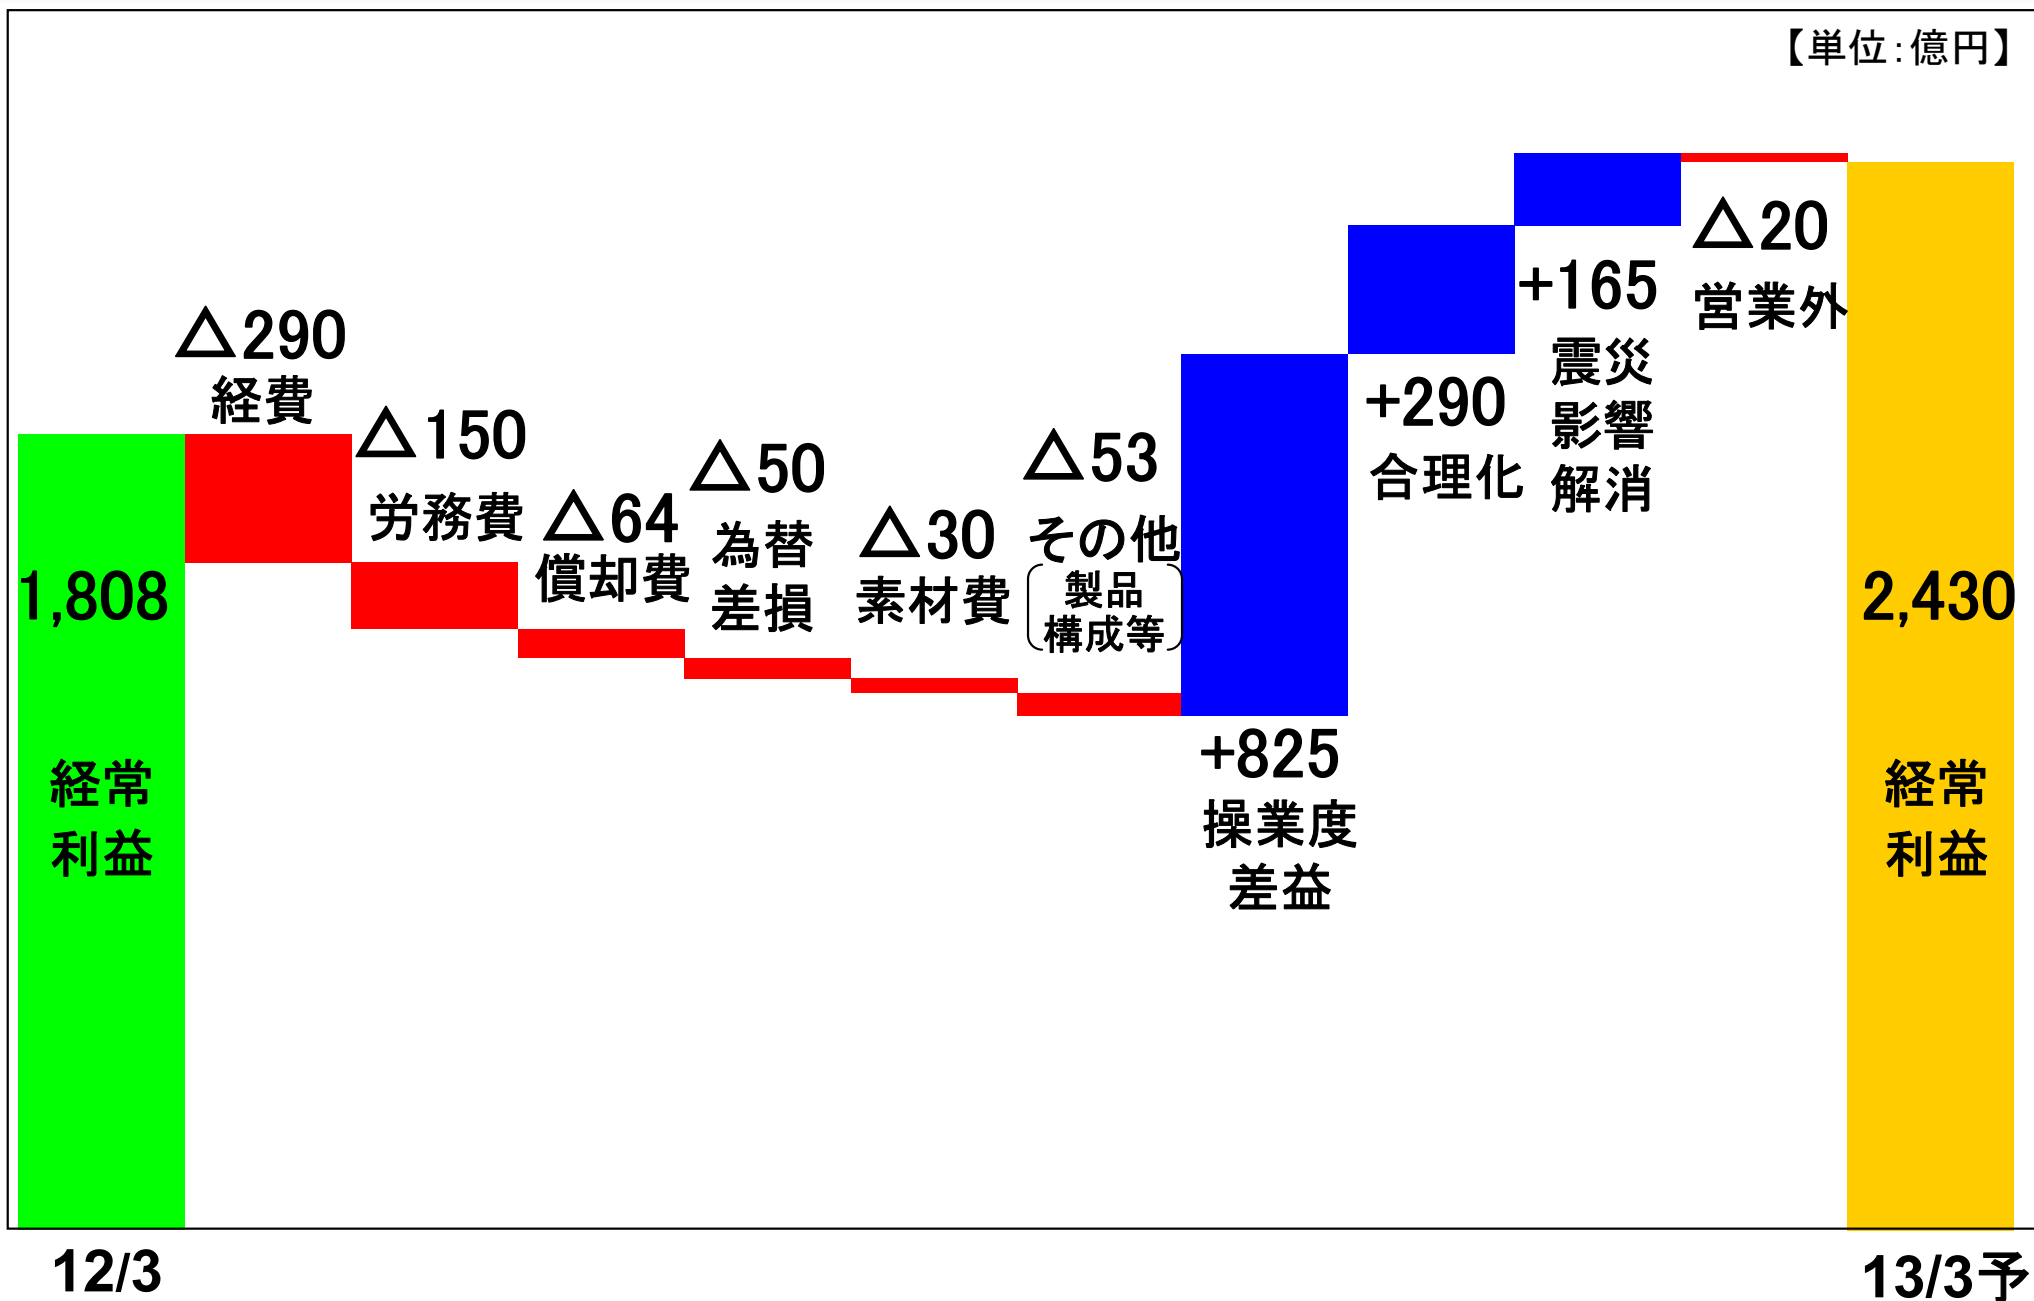 【単位:億円】
1,808
経常
利益
△290
経費
△150
労務費
△64
償却費
△50
為替
差損
△30
素材費
△53
その他
製品
構成等
+825
操業度
差益
+290
合理化
+165
震災
影響
解消
△20
営業外
2,430
経常
利益
12/3
13/3予